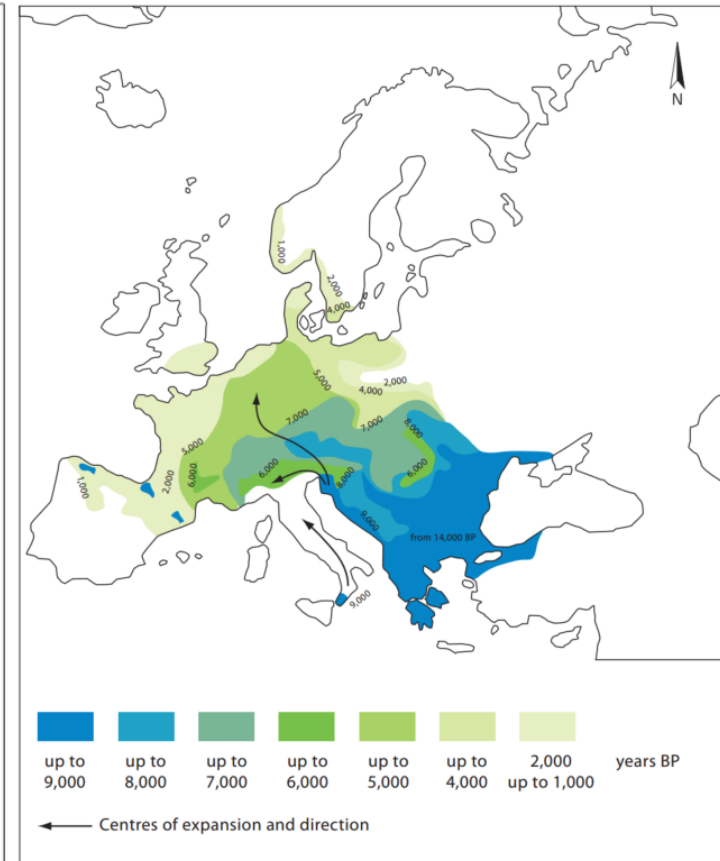 N
1,000
2,000
4,000
5,000
4,000
2,000
7,000
7,000
8,000
5,000
6,000
6,000
6,000
2,000
1,000
8,000
9,000
from 14,000 BP
9,000
up to 9,000
up to 8,000
up to 7,000
up to 6,000
up to 5,000
up to 4,000
2,000 up to 1,000
years BP
Centres of expansion and direction